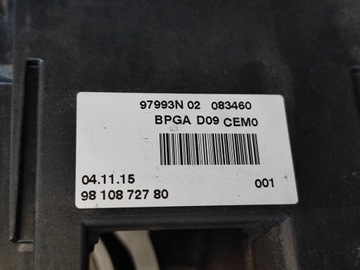 97993N 02 083460
BPGA D09 CEM0
04.11.15
98 108 727 80 001